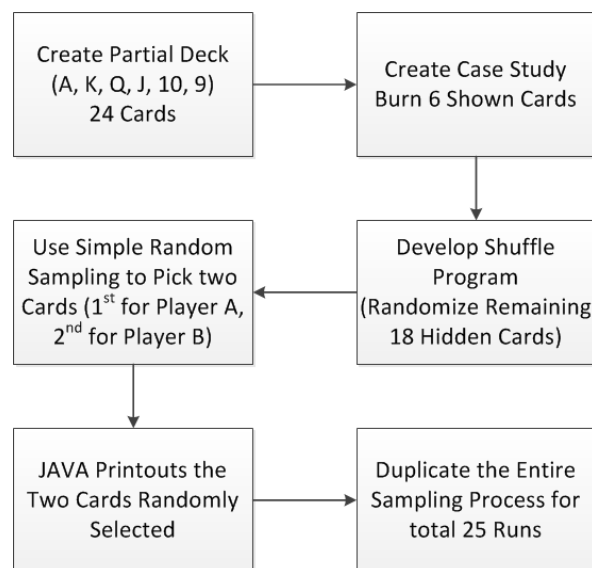 Create Partial Deck
(A, K, Q, J, 10, 9)
24 Cards
Create Case Study
Burn 6 Shown Cards
Develop Shuffle
Program
(Randomize Remaining
18 Hidden Cards)
Use Simple Random
Sampling to Pick two
Cards (1st for Player A,
2nd for Player B)
JAVA Printouts the
Two Cards Randomly
Selected
Duplicate the Entire
Sampling Process for
total 25 Runs